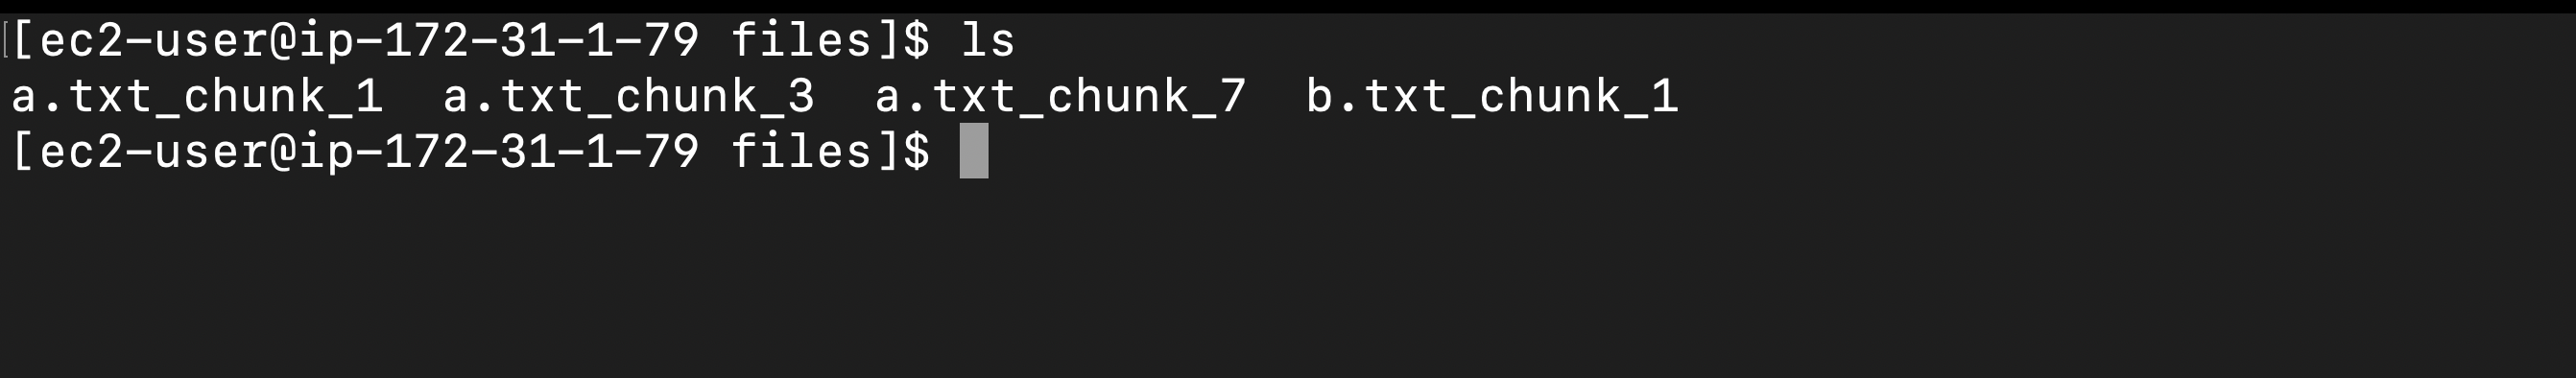 [ec2-user@ip-172-31-1-79 files]$ ls
a.txt_chunk_1  a.txt_chunk_3  a.txt_chunk_7  b.txt_chunk_1
[ec2-user@ip-172-31-1-79 files]$